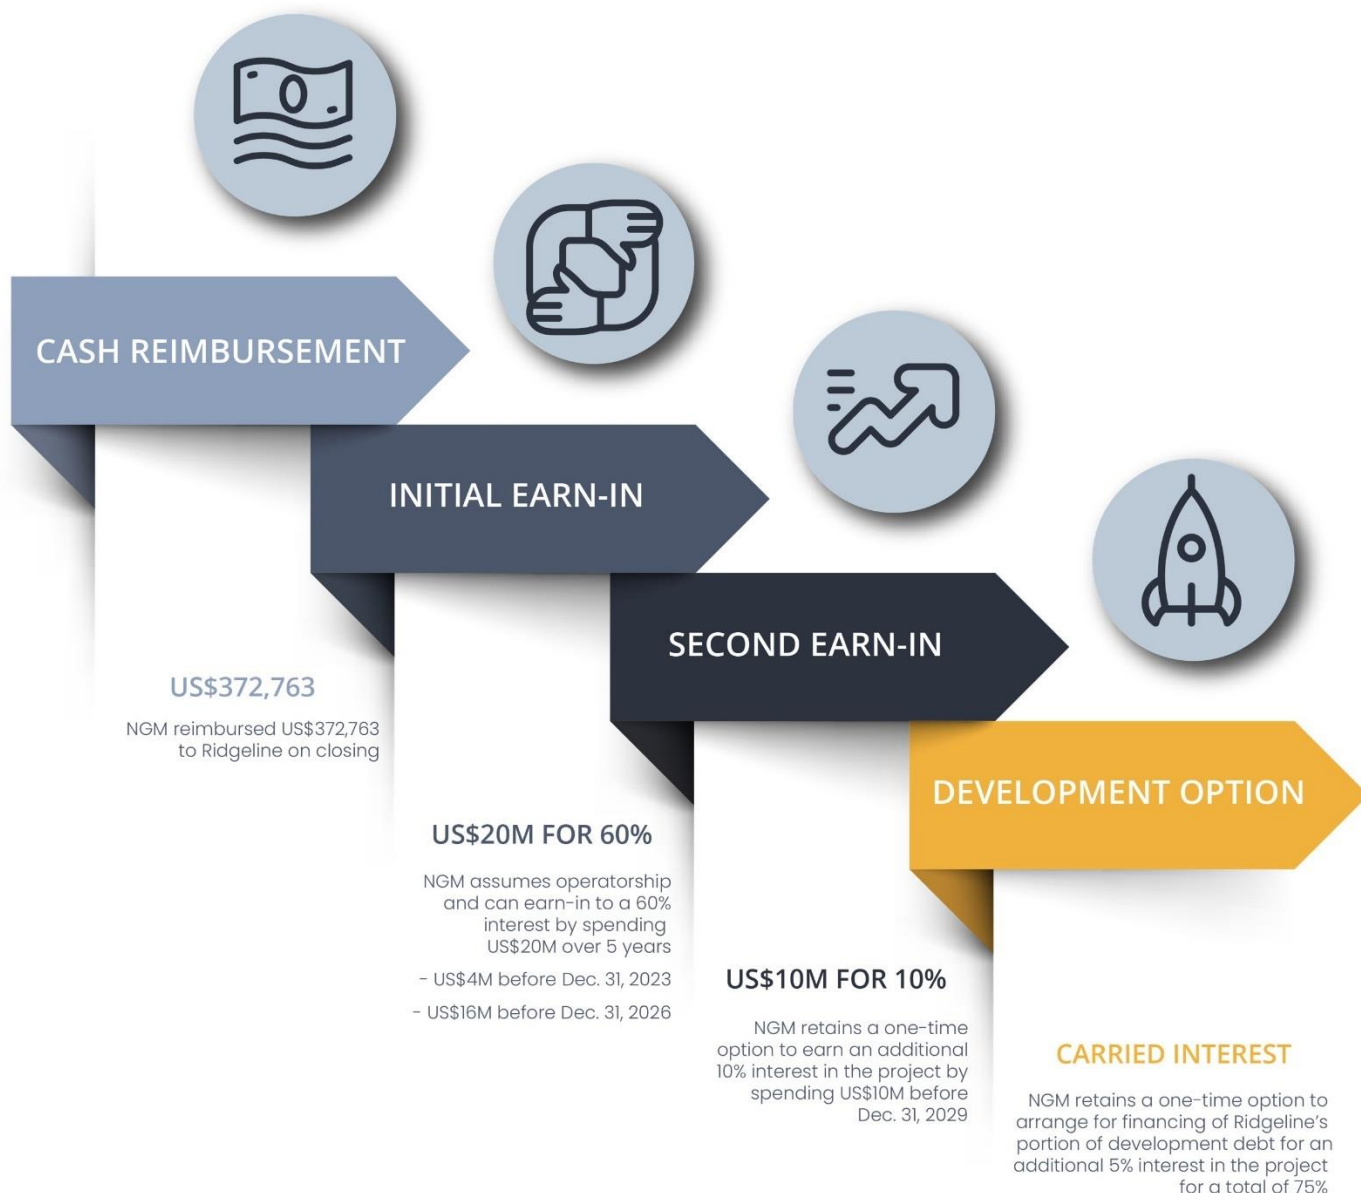 CASH REIMBURSEMENT
US$372,763
NGM reimbursed US$372,763
to Ridgeline on closing
INITIAL EARN-IN
US$20M FOR 60%
NGM assumes operatorship
and can earn-in to a 60%
interest by spending
US$20M over 5 years
- US$4M before Dec. 31, 2023
- US$16M before Dec. 31, 2026
SECOND EARN-IN
US$10M FOR 10%
NGM retains a one-time
option to earn an additional
10% interest in the project by
spending US$10M before
Dec. 31, 2029
DEVELOPMENT OPTION
CARRIED INTEREST
NGM retains a one-time option to
arrange for financing of Ridgeline’s
portion of development debt for an
additional 5% interest in the project
for a total of 75%